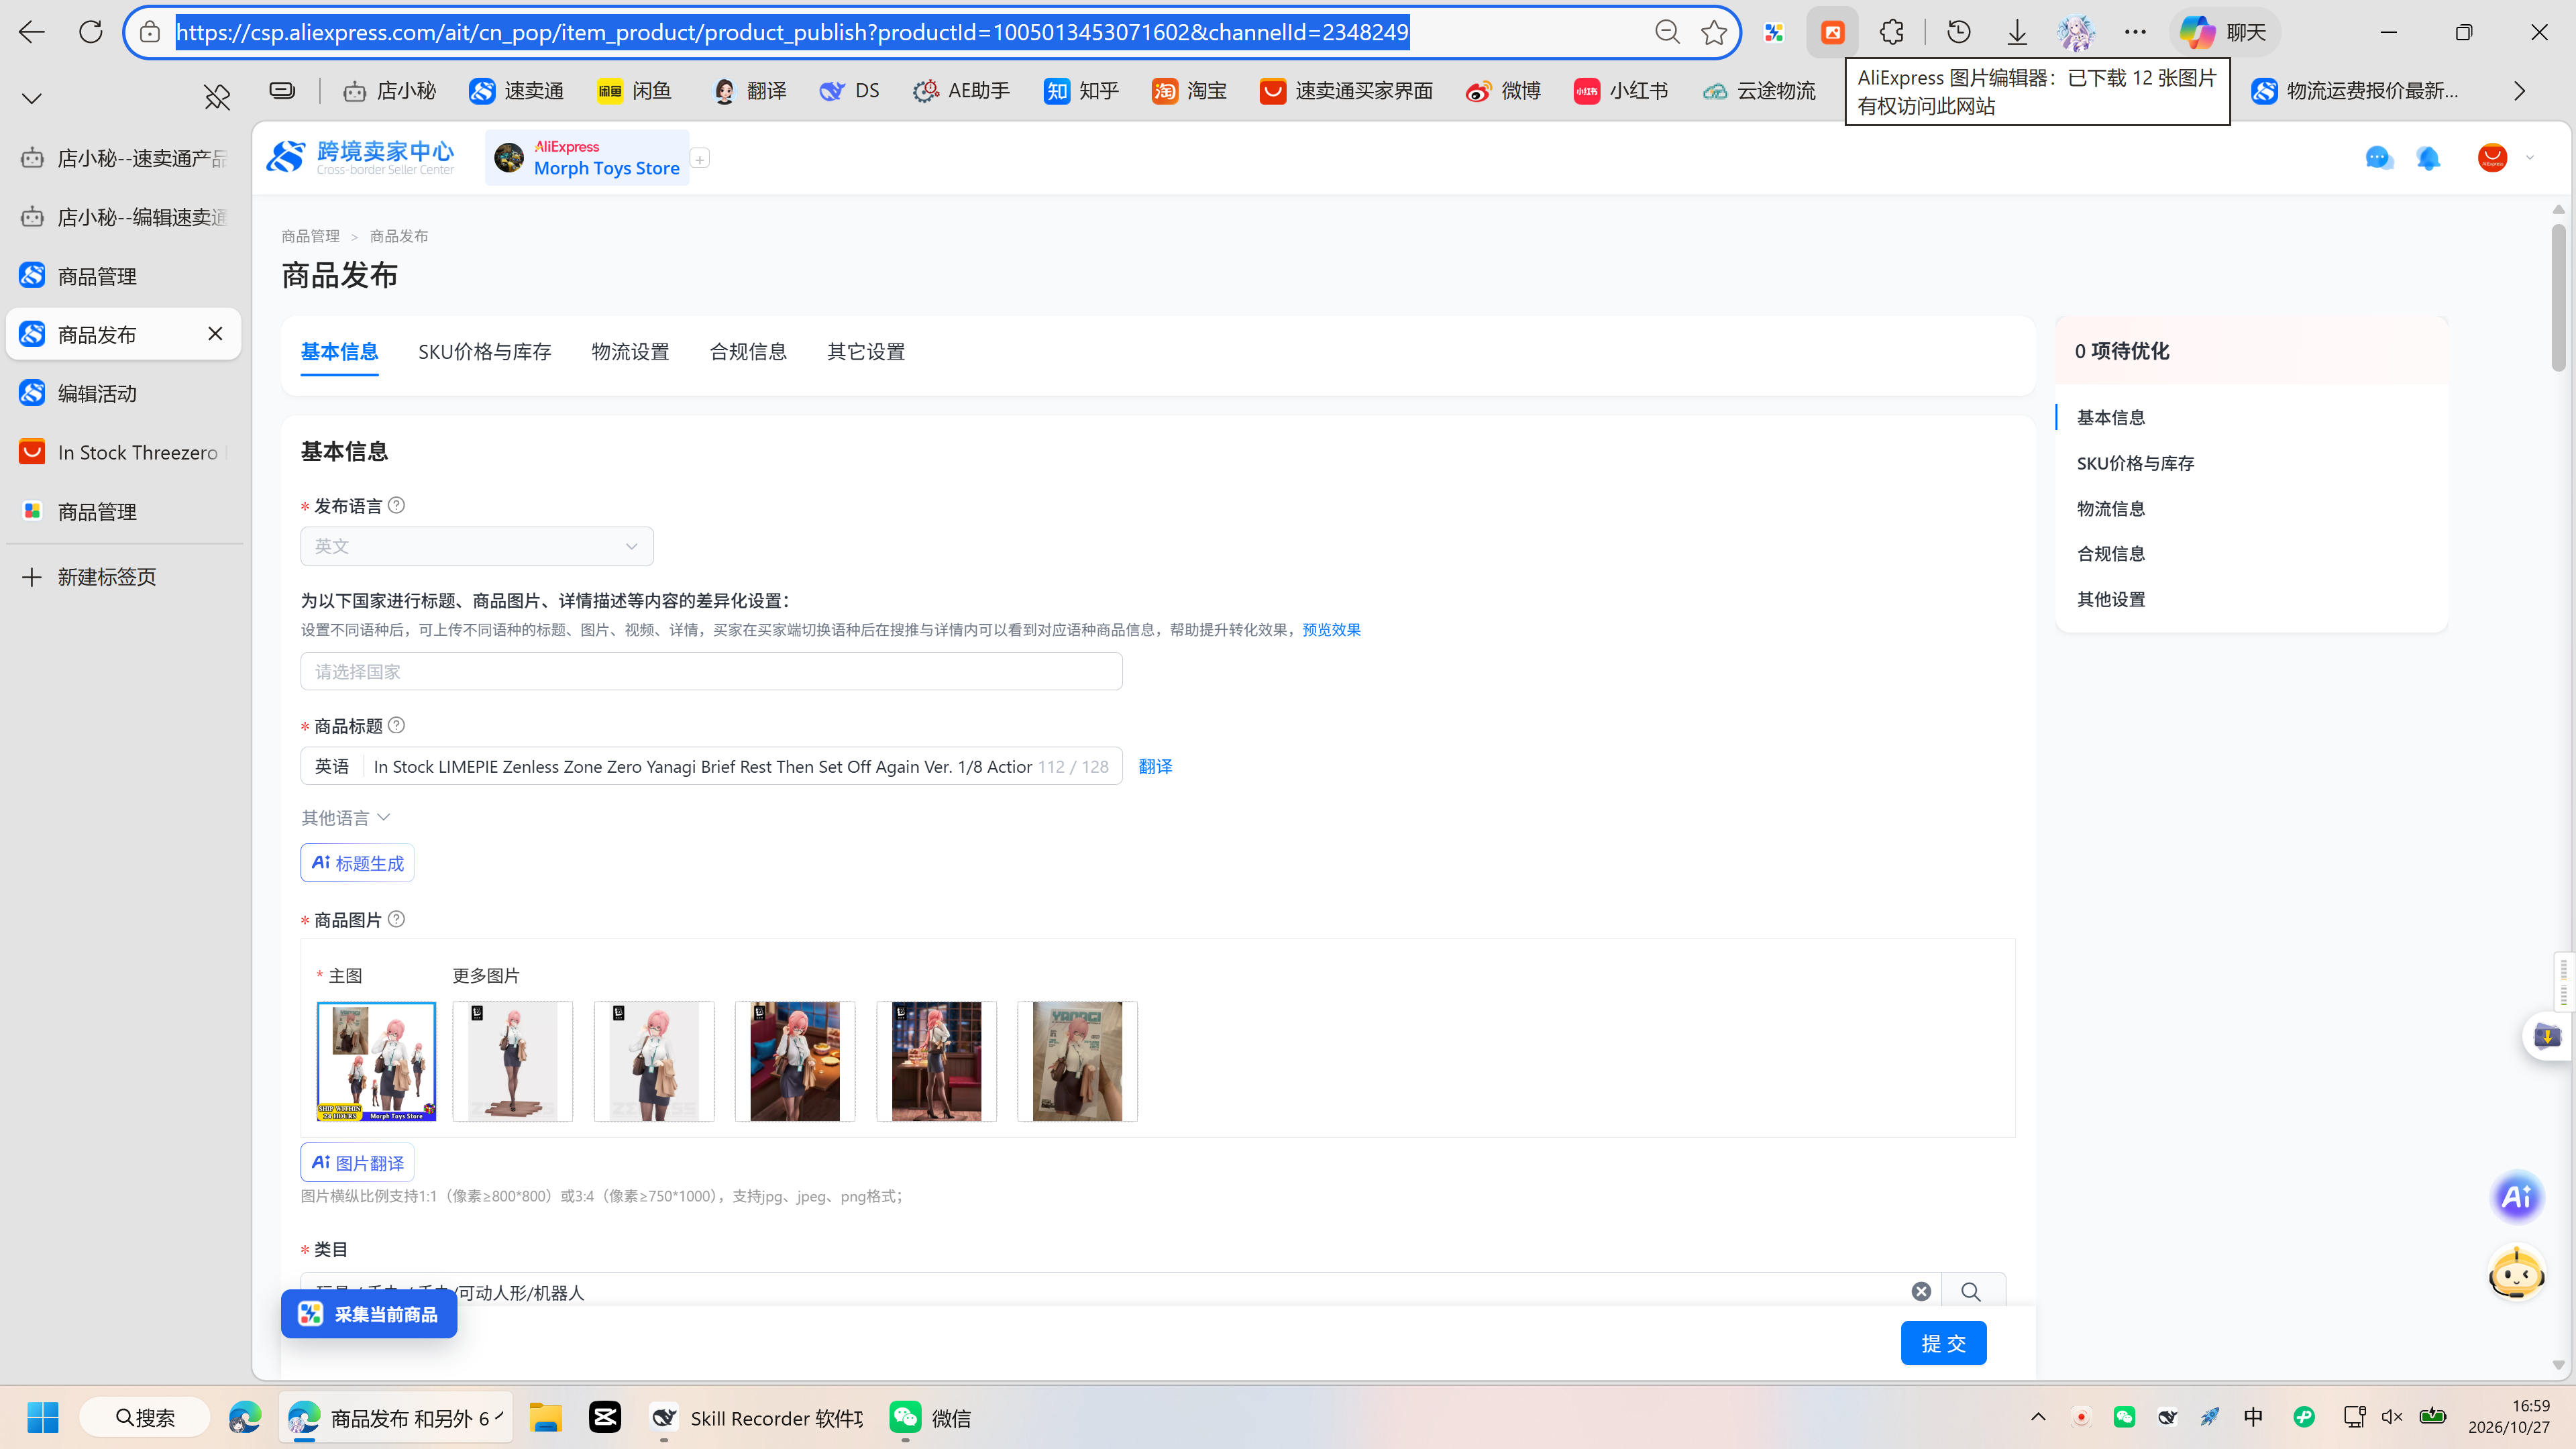 https://csp.aliexpress.com/ait/cn_pop/item_product/product_publish?productId=1005013453071602&channelId=2348249
聊天
店小秘
速卖通
闲鱼
翻译
DS
AE助手
知乎
淘宝
速卖通买家界面
微博
小红书
云途物流
AliExpress 图片编辑器：已下载 12 张图片
有权访问此网站
物流运费报价最新...
店小秘--速卖通产品
店小秘--编辑速卖通
商品管理
商品发布
编辑活动
In Stock Threezero
商品管理
新建标签页
跨境卖家中心
Cross-border Seller Center
AliExpress
Morph Toys Store
商品管理 > 商品发布
商品发布
基本信息
SKU价格与库存
物流设置
合规信息
其它设置
0 项待优化
基本信息
SKU价格与库存
物流信息
合规信息
其他设置
基本信息
* 发布语言
英文
为以下国家进行标题、商品图片、详情描述等内容的差异化设置：
设置不同语种后，可上传不同语种的标题、图片、视频、详情，买家在买家端切换语种后在搜推与详情内可以看到对应语种商品信息，帮助提升转化效果，预览效果
请选择国家
* 商品标题
英语 In Stock LIMEPIE Zenless Zone Zero Yanagi Brief Rest Then Set Off Again Ver. 1/8 Action 112 / 128 翻译
其他语言
Ai 标题生成
* 商品图片
* 主图
更多图片
SHIP WITHIN
24 HOURS
Morph Toys Store
YANAGI
Ai 图片翻译
图片横纵比例支持1:1（像素≥800*800）或3:4（像素≥750*1000），支持jpg、jpeg、png格式；
* 类目
/可动人形/机器人
采集当前商品
提 交
Ai
搜索
商品发布 和另外 6
Skill Recorder 软件
微信
中
16:59
2026/10/27